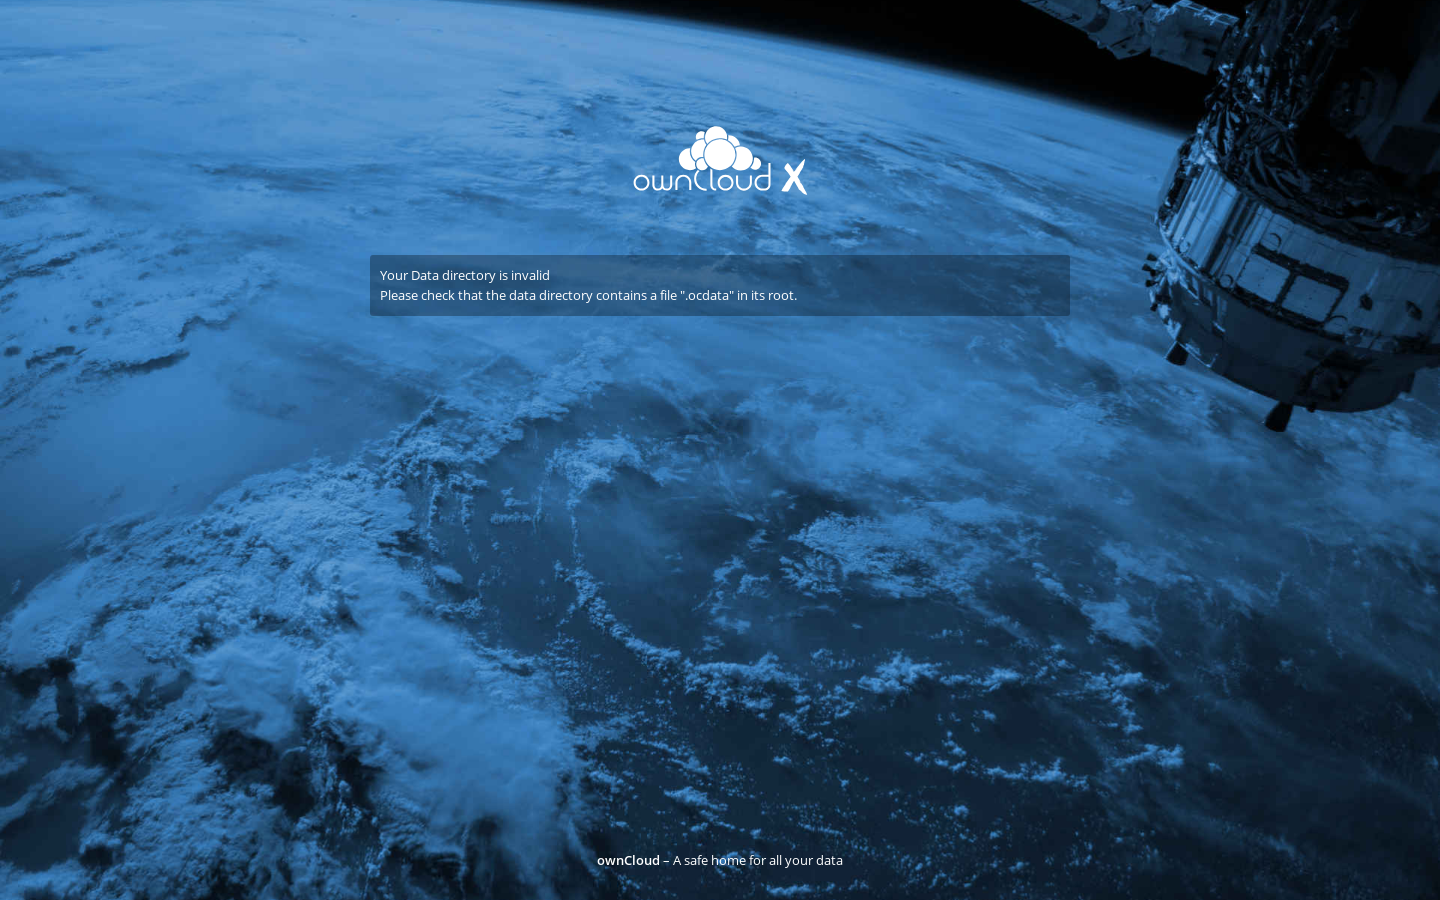 ownCloud X
Your Data directory is invalid
Please check that the data directory contains a file ".ocdata" in its root.
ownCloud – A safe home for all your data